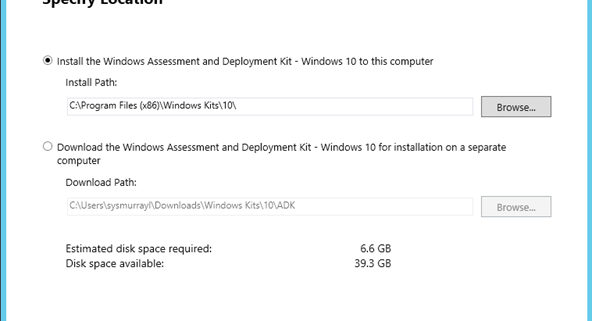 Specify Location
Install the Windows Assessment and Deployment Kit - Windows 10 to this computer
Install Path:
C:\Program Files (x86)\Windows Kits\10\
Browse...
Download the Windows Assessment and Deployment Kit - Windows 10 for installation on a separate
computer
Download Path:
C:\Users\sysmurrayl\Downloads\Windows Kits\10\ADK
Browse...
Estimated disk space required: 6.6 GB
Disk space available: 39.3 GB